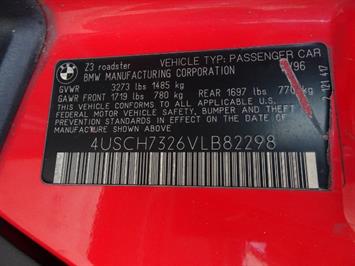 Z3 roadster VEHICLE TYP: PASSENGER CAR
BMW MANUFACTURING CORPORATION /96
GVWR 3273 lbs 1485 kg
GAWR FRONT 1719 lbs 780 kg REAR 1697 lbs 770 kg
THIS VEHICLE CONFORMS TO ALL APPLICABLE U.S.
FEDERAL MOTOR VEHICLE SAFETY, BUMPER, AND THEFT
PREVENTION STANDARDS IN EFFECT ON THE DATE OF
MANUFACTURE SHOWN ABOVE.
4USCH7326VLB82298